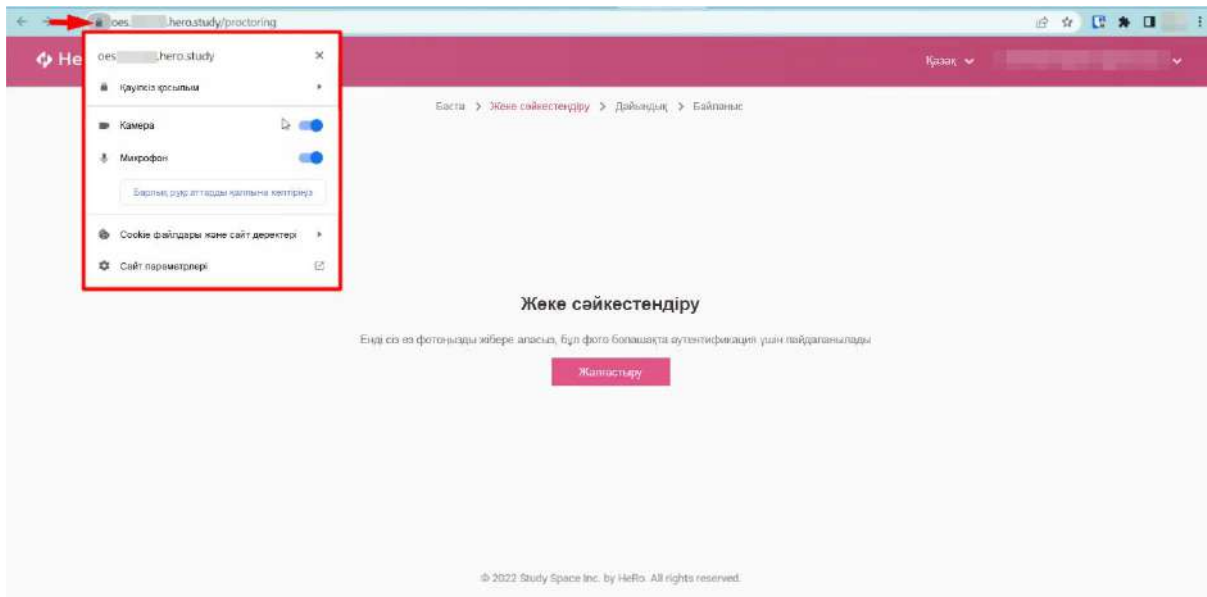 oes. .hero.study/proctoring
He
Қазақ
oes .hero.study
Қауіпсіз қосылым
Камера
Микрофон
Барлық рұқсаттарды қалпына келтіріңіз
Cookie файлдары және сайт деректері
Сайт параметрлері
Баста > Жеке сәйкестендіру > Дайындық > Байланыс
Жеке сәйкестендіру
Енді сіз өз фотоңызды жібере аласыз, бұл фото болашақта аутентификация үшін пайдаланылады
Жалғастыру
© 2022 Study Space Inc. by HeRo. All rights reserved.